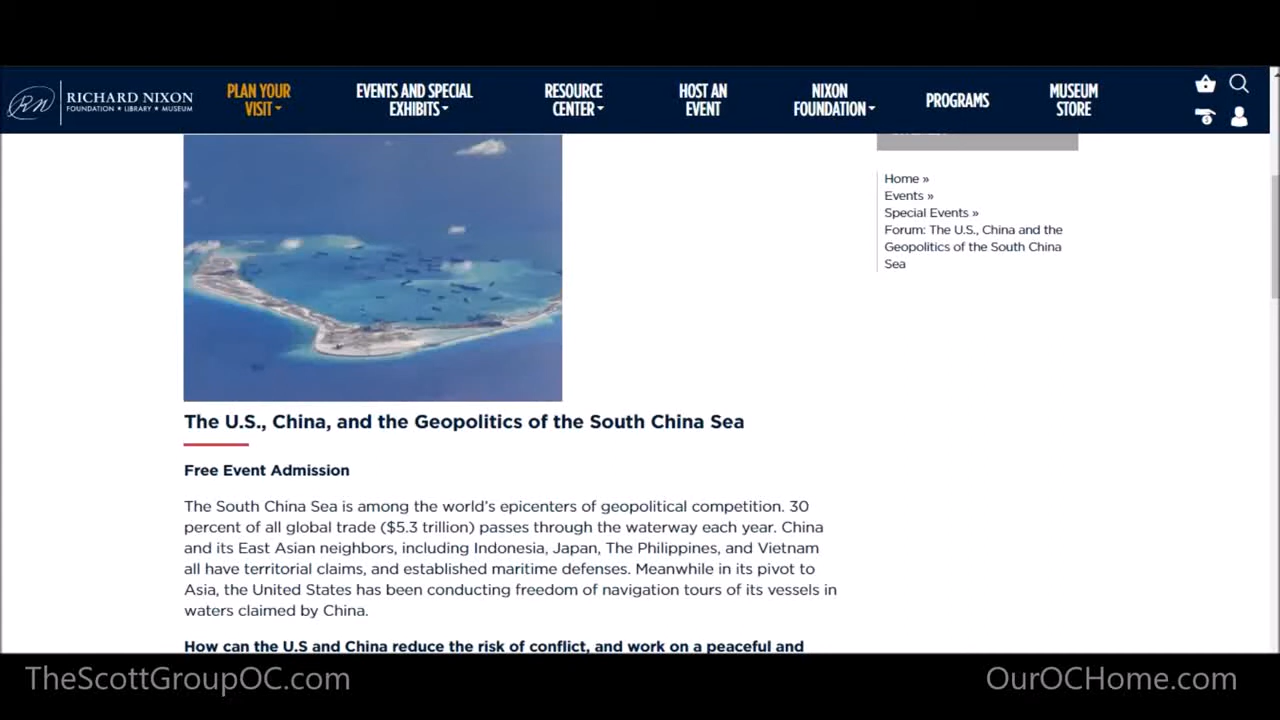 RICHARD NIXON
FOUNDATION ★ LIBRARY ★ MUSEUM
PLAN YOUR
VISIT
EVENTS AND SPECIAL
EXHIBITS
RESOURCE
CENTER
HOST AN
EVENT
NIXON
FOUNDATION
PROGRAMS
MUSEUM
STORE
Home »
Events »
Special Events »
Forum: The U.S., China and the
Geopolitics of the South China
Sea
The U.S., China, and the Geopolitics of the South China Sea
Free Event Admission
The South China Sea is among the world's epicenters of geopolitical competition. 30
percent of all global trade ($5.3 trillion) passes through the waterway each year. China
and its East Asian neighbors, including Indonesia, Japan, The Philippines, and Vietnam
all have territorial claims, and established maritime defenses. Meanwhile in its pivot to
Asia, the United States has been conducting freedom of navigation tours of its vessels in
waters claimed by China.
How can the U.S and China reduce the risk of conflict, and work on a peaceful and
TheScottGroupOC.com
OurOCHome.com